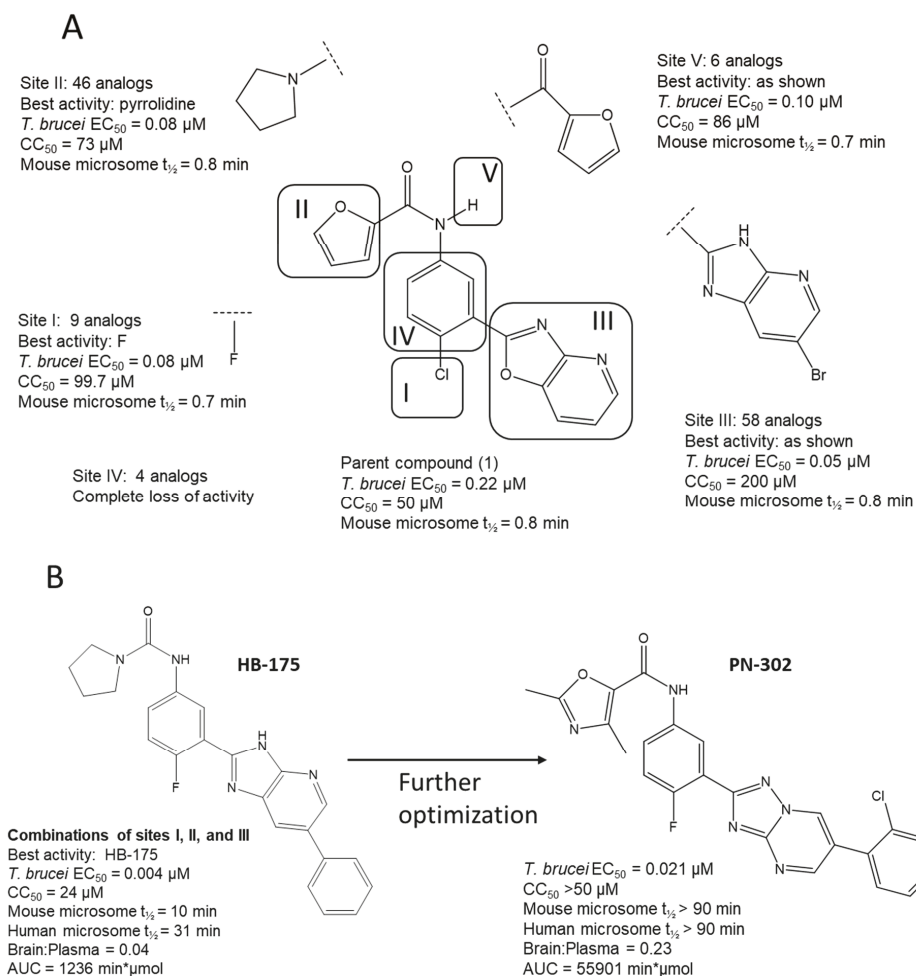 A
Site II: 46 analogs
Best activity: pyrrolidine
T. brucei EC50 = 0.08 µM
CC50 = 73 µM
Mouse microsome t½ = 0.8 min
N
O
O
Site V: 6 analogs
Best activity: as shown
T. brucei EC50 = 0.10 µM
CC50 = 86 µM
Mouse microsome t½ = 0.7 min
II
O
O
N
H
V
IV
Cl
I
N
O
N
III
H
N
N
N
Br
Site I: 9 analogs
Best activity: F
T. brucei EC50 = 0.08 µM
CC50 = 99.7 µM
Mouse microsome t½ = 0.7 min
F
Site IV: 4 analogs
Complete loss of activity
Parent compound (1)
T. brucei EC50 = 0.22 µM
CC50 = 50 µM
Mouse microsome t½ = 0.8 min
Site III: 58 analogs
Best activity: as shown
T. brucei EC50 = 0.05 µM
CC50 = 200 µM
Mouse microsome t½ = 0.8 min
B
HB-175
O
N
NH
F
H
N
N
N
Combinations of sites I, II, and III
Best activity: HB-175
T. brucei EC50 = 0.004 µM
CC50 = 24 µM
Mouse microsome t½ = 10 min
Human microsome t½ = 31 min
Brain:Plasma = 0.04
AUC = 1236 min*µmol
Further
optimization
PN-302
O
O
N
NH
F
N
N
N
N
Cl
T. brucei EC50 = 0.021 µM
CC50 >50 µM
Mouse microsome t½ > 90 min
Human microsome t½ > 90 min
Brain:Plasma = 0.23
AUC = 55901 min*µmol